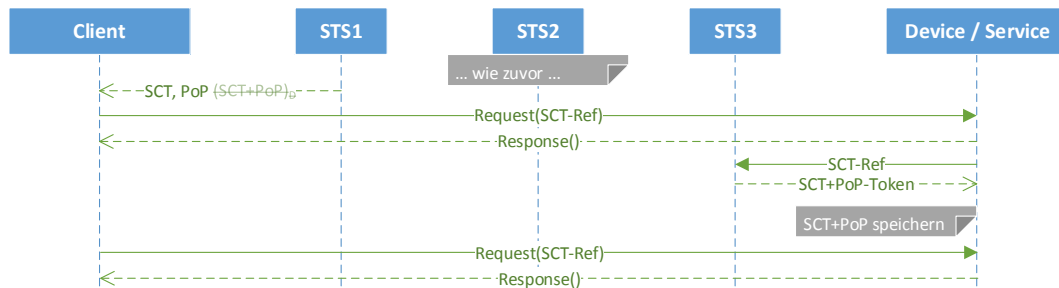 Client
STS1
STS2
STS3
Device / Service
... wie zuvor ...
SCT, PoP (SCT+PoP)D
Request(SCT-Ref)
Response()
SCT-Ref
SCT+PoP-Token
SCT+PoP speichern
Request(SCT-Ref)
Response()